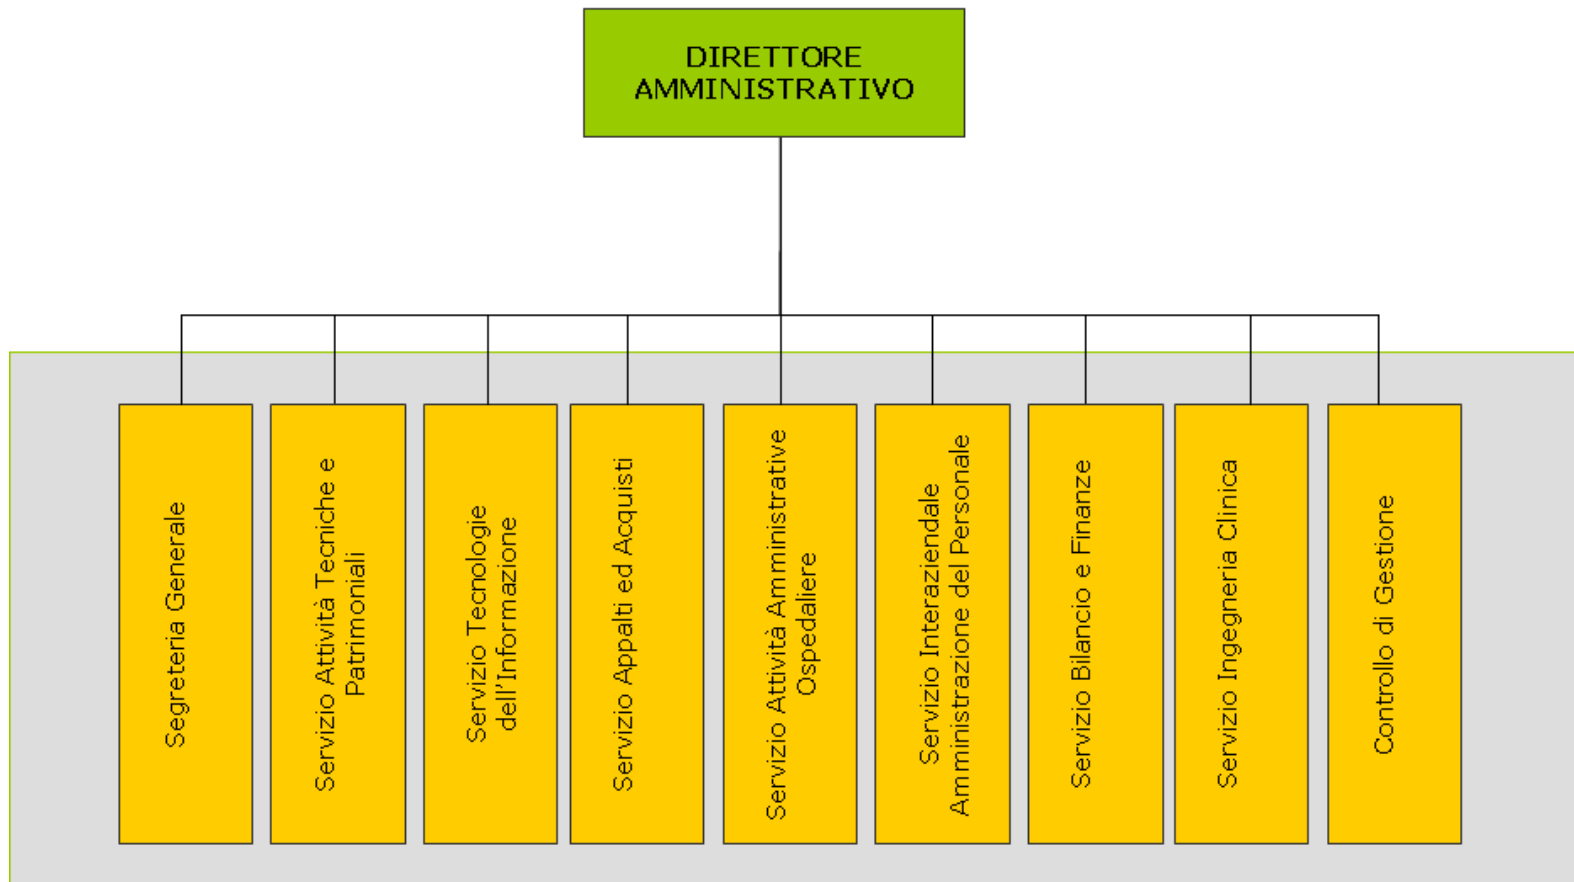 DIRETTORE
AMMINISTRATIVO
Segreteria Generale
Servizio Attività Tecniche e
Patrimoniali
Servizio Tecnologie
dell'Informazione
Servizio Appalti ed Acquisti
Servizio Attività Amministrative
Ospedaliere
Servizio Interaziendale
Amministrazione del Personale
Servizio Bilancio e Finanze
Servizio Ingegneria Clinica
Controllo di Gestione